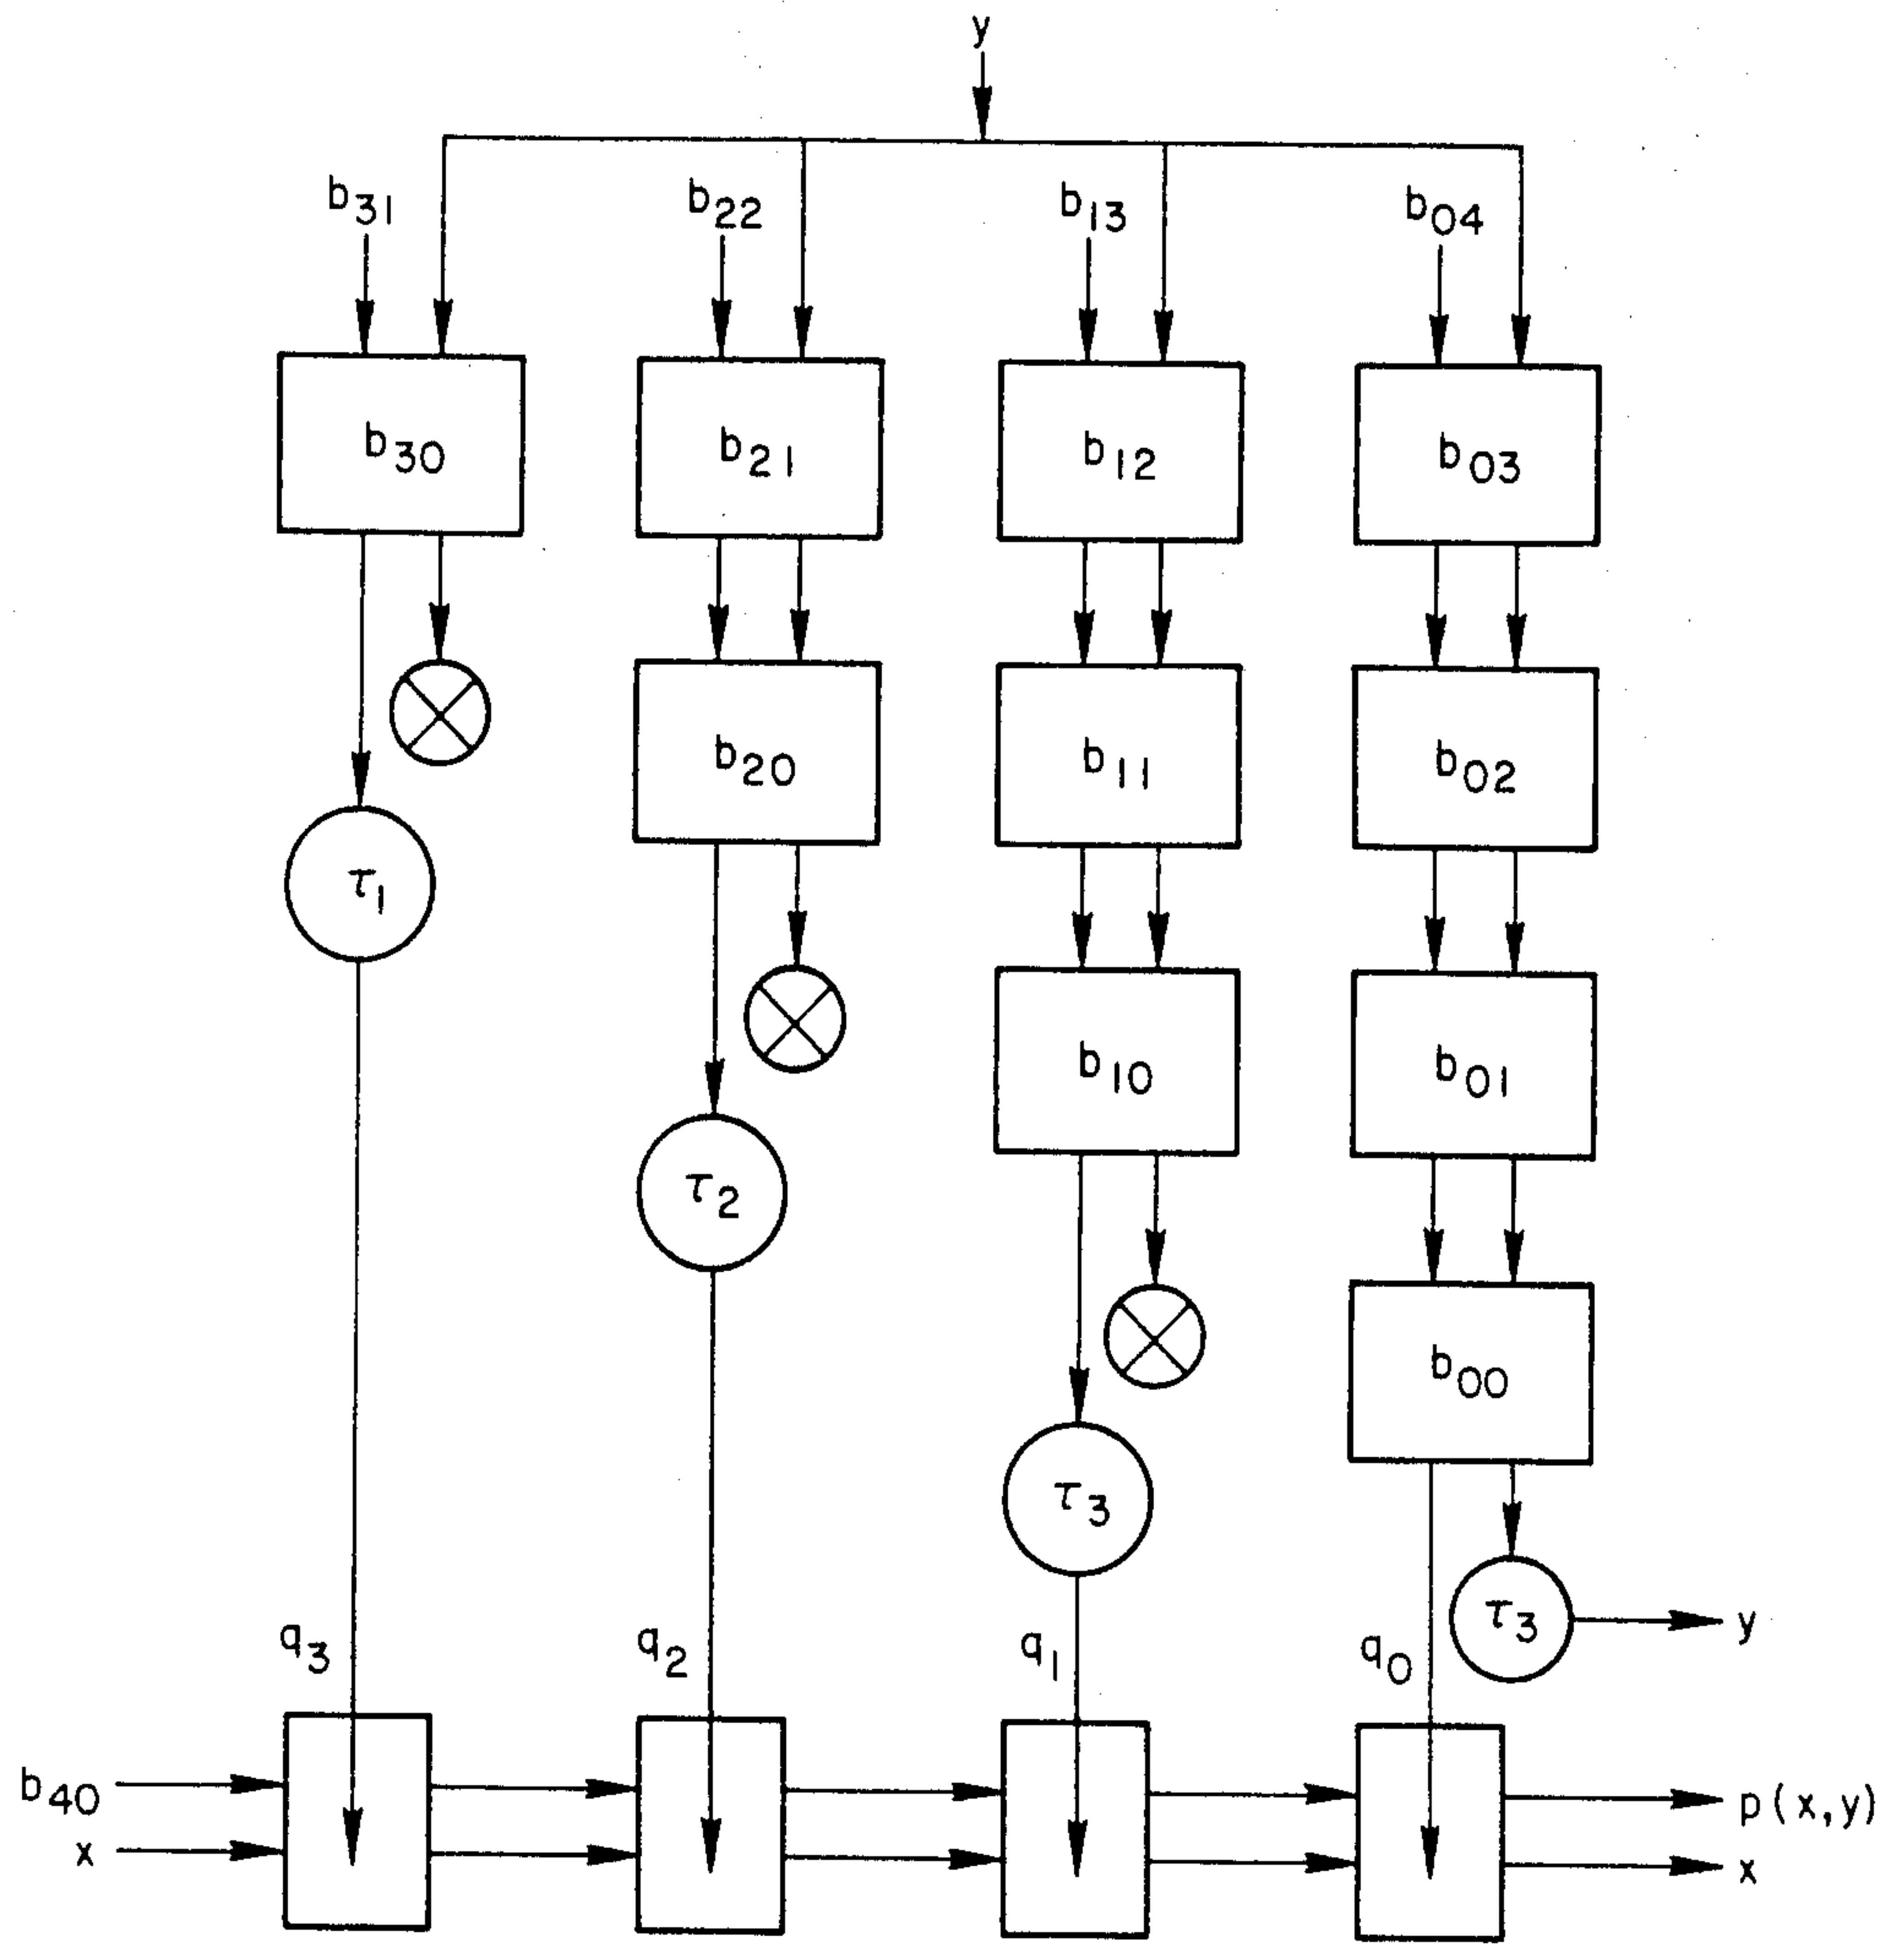 y
b31 b22 b13 b04
b30 b21 b12 b03
b20 b11 b02
τ1
b10 b01
τ2
b00
τ3
τ3 y
q3 q2 q1 q0
b40 p(x,y)
x x